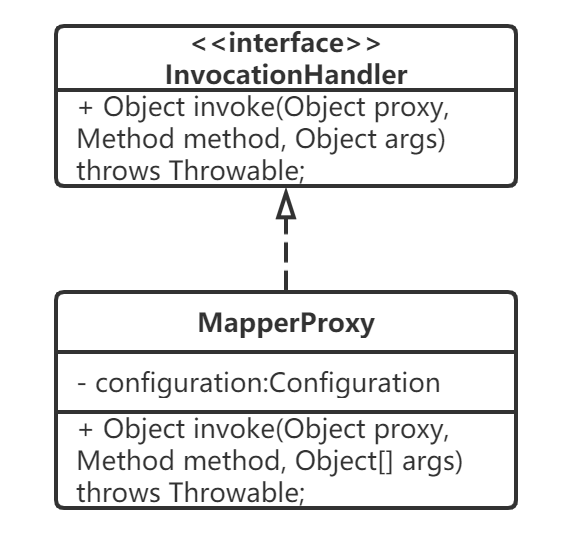 <<interface>>
InvocationHandler
+ Object invoke(Object proxy,
Method method, Object args)
throws Throwable;
MapperProxy
- configuration:Configuration
+ Object invoke(Object proxy,
Method method, Object[] args)
throws Throwable;